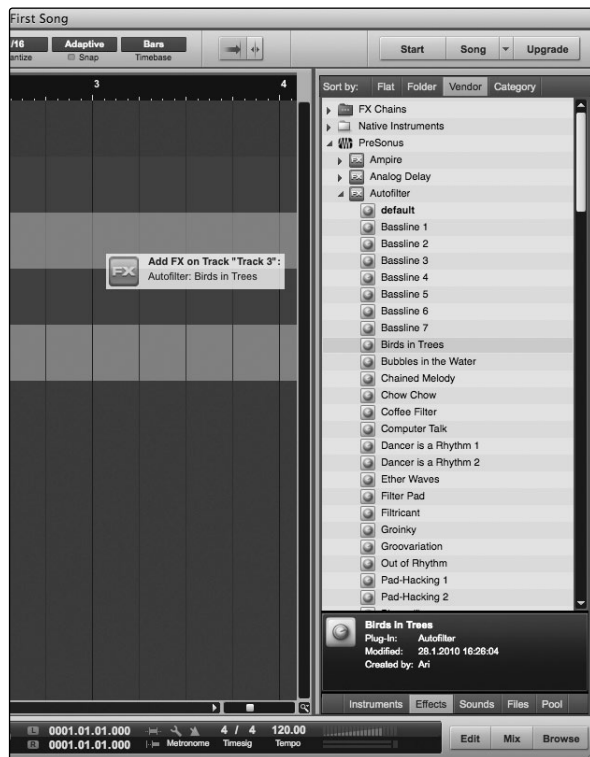 First Song
/16 Adaptive Bars
antize Snap Timebase
Start Song Upgrade
3 4
Sort by: Flat Folder Vendor Category
FX Chains
Native Instruments
PreSonus
FX Ampire
FX Analog Delay
FX Autofilter
default
Bassline 1
Bassline 2
Bassline 3
Bassline 4
Bassline 5
Bassline 6
Bassline 7
Birds in Trees
Bubbles in the Water
Chained Melody
Chow Chow
Coffee Filter
Computer Talk
Dancer is a Rhythm 1
Dancer is a Rhythm 2
Ether Waves
Filter Pad
Filtricant
Groinky
Groovariation
Out of Rhythm
Pad-Hacking 1
Pad-Hacking 2
FX
Add FX on Track "Track 3":
Autofilter: Birds in Trees
Birds in Trees
Plug-In: Autofilter
Modified: 28.1.2010 16:26:04
Created by: Ari
Instruments Effects Sounds Files Pool
L 0001.01.01.000 4 / 4 120.00
R 0001.01.01.000 Metronome Timesig Tempo
Edit Mix Browse